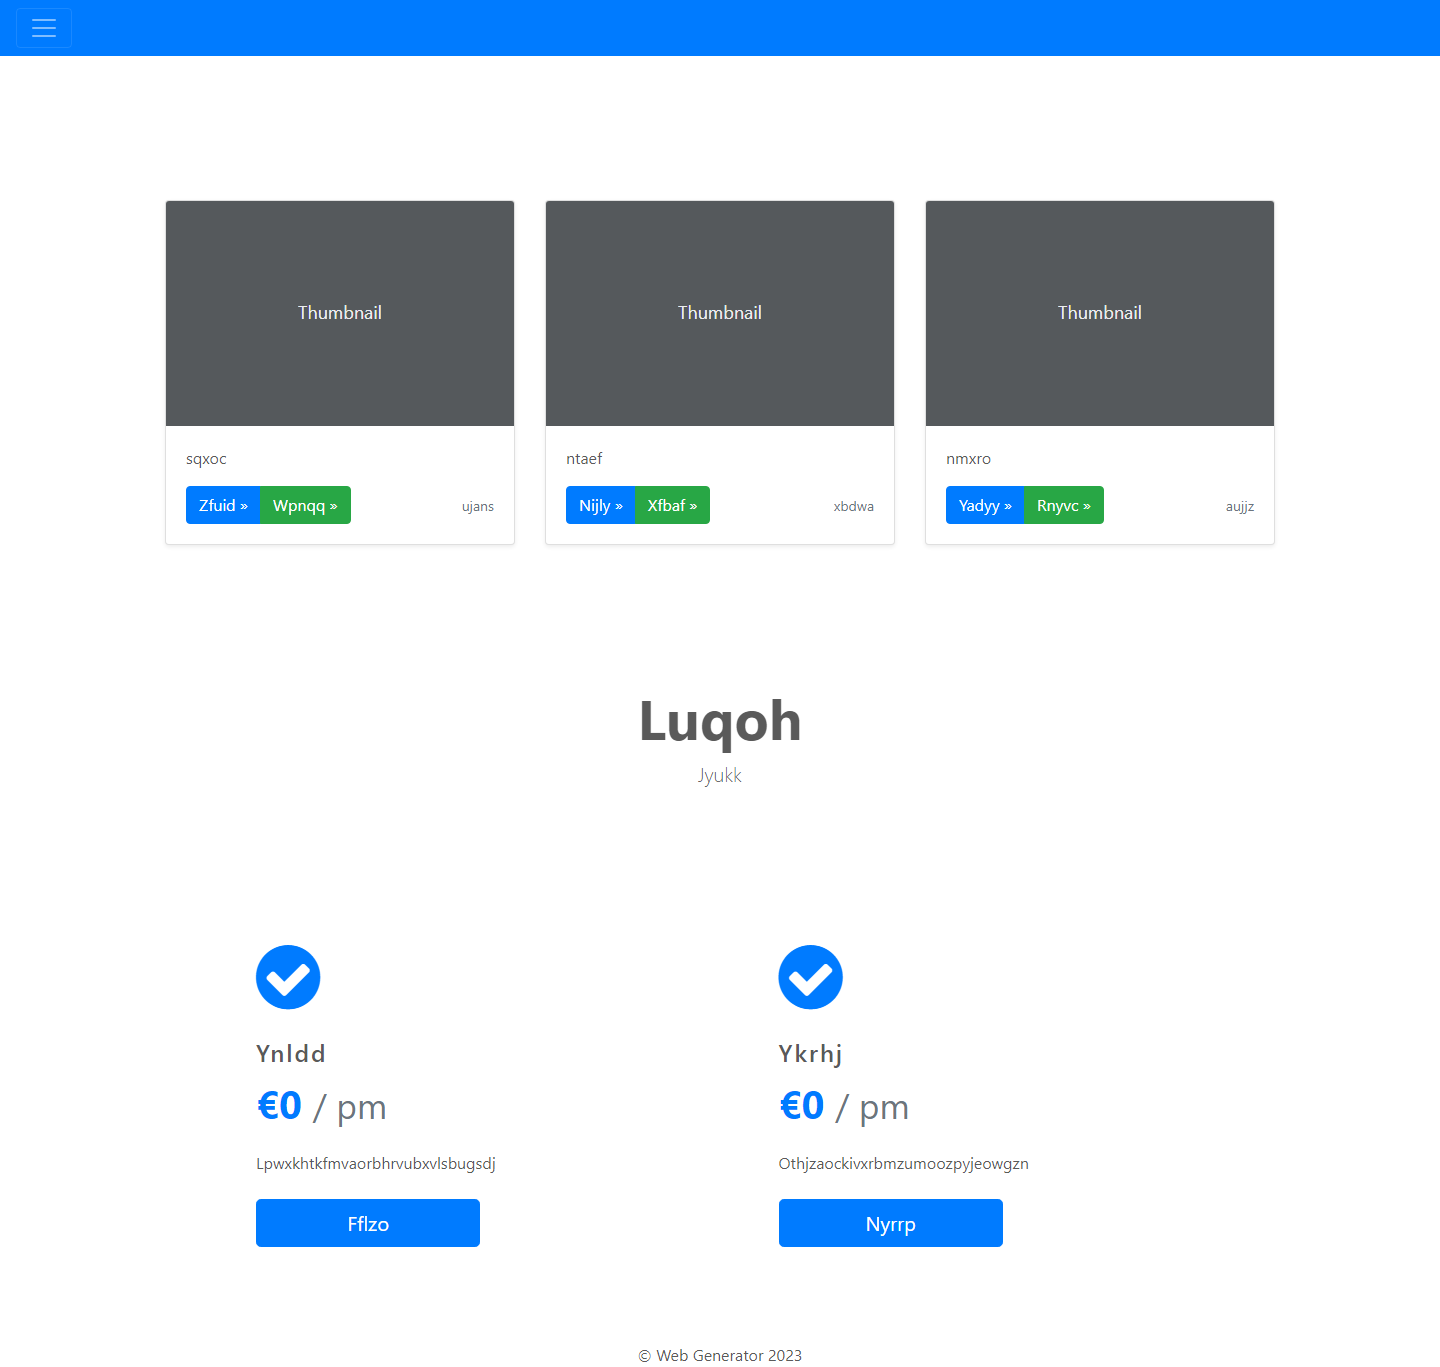 Thumbnail
sqxoc
Zfuid »
Wpnqq »
ujans
Thumbnail
ntaef
Nijly »
Xfbaf »
xbdwa
Thumbnail
nmxro
Yadyy »
Rnyvc »
aujjz
Luqoh
Jyukk
Ynldd
€0 / pm
Lpwxkhtkfmvaorbhrvubxvlsbugsdj
Fflzo
Ykrhj
€0 / pm
Othjzaockivxrbmzumoozpyjeowgzn
Nyrrp
© Web Generator 2023